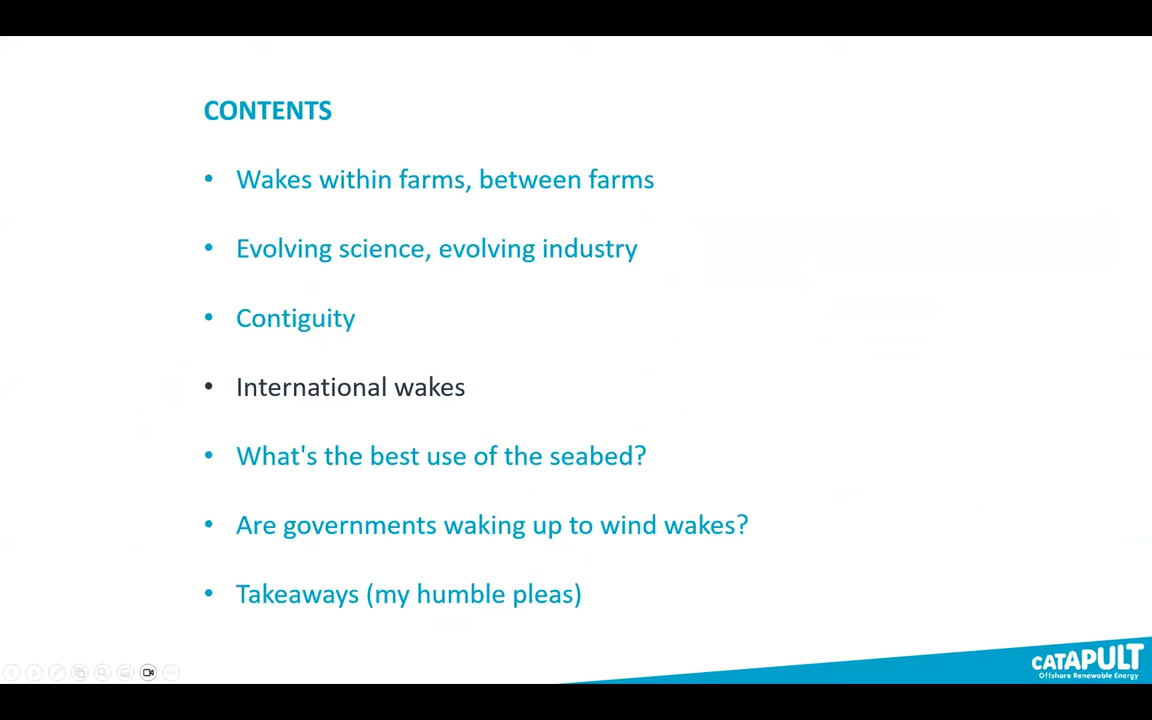 CONTENTS
• Wakes within farms, between farms
• Evolving science, evolving industry
• Contiguity
• International wakes
• What's the best use of the seabed?
• Are governments waking up to wind wakes?
• Takeaways (my humble pleas)
CATAPULT
Offshore Renewable Energy